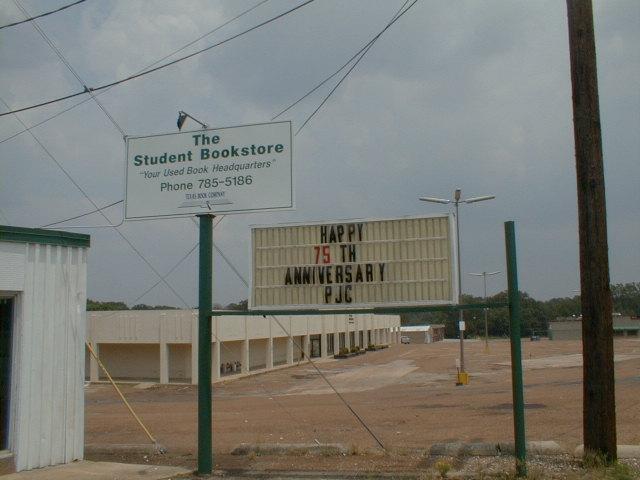 The
Student Bookstore
"Your Used Book Headquarters"
Phone 785-5186
TEXAS BOOK COMPANY
HAPPY
75 TH
ANNIVERSARY
PJC